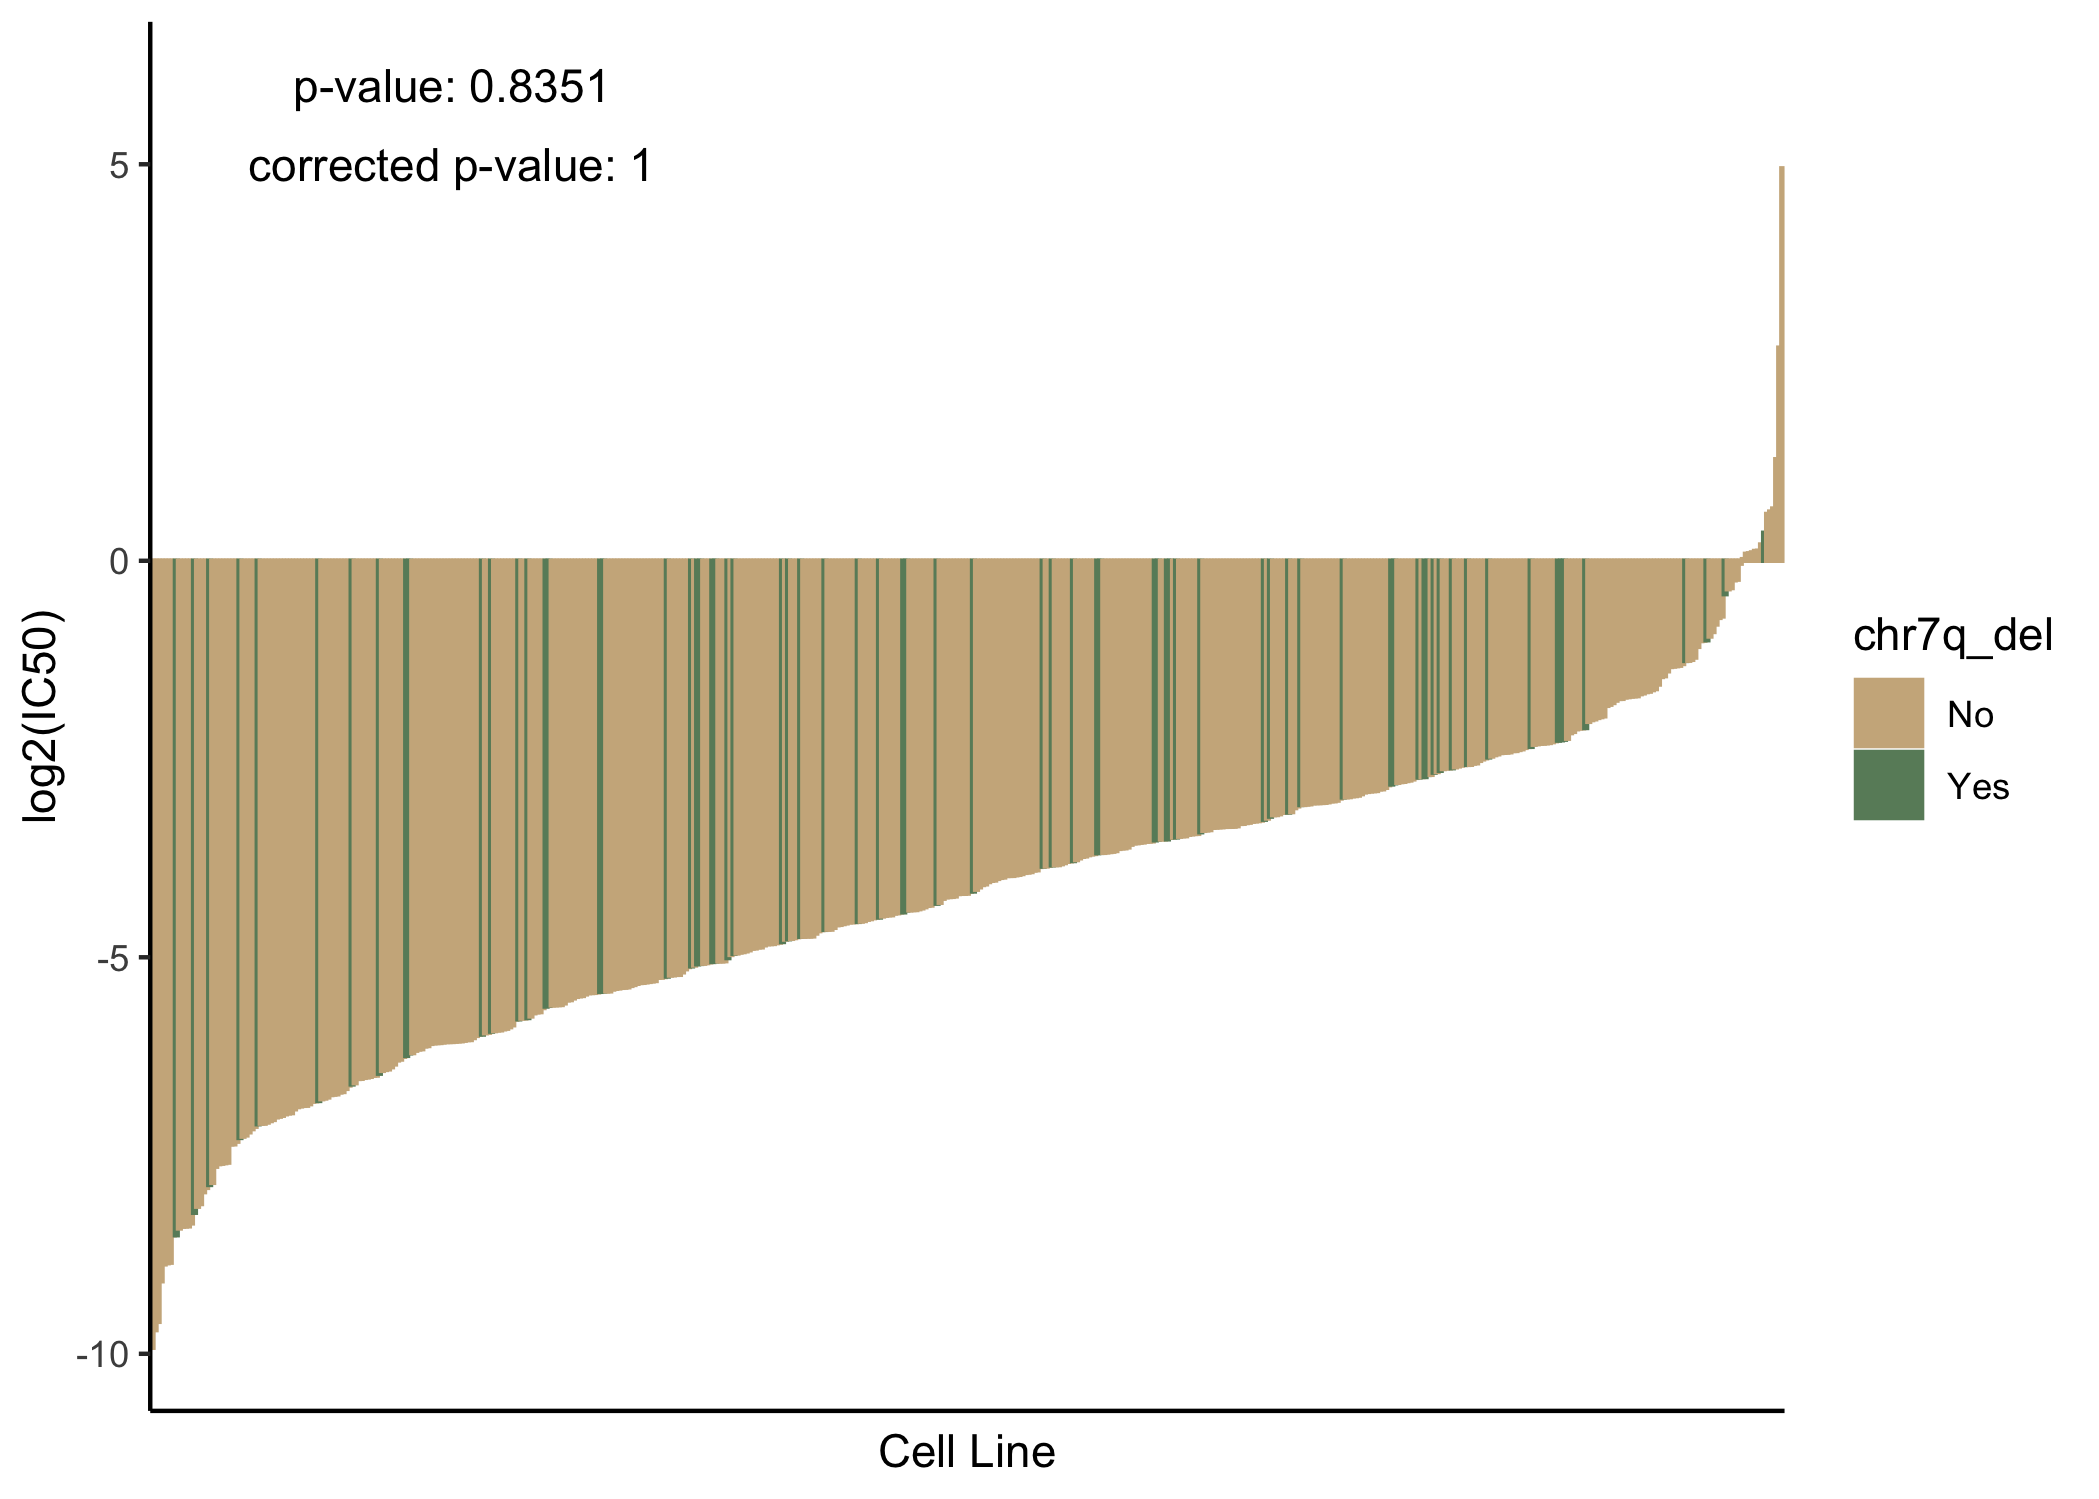 p-value: 0.8351
corrected p-value: 1
5
0
-5
-10
log2(IC50)
Cell Line
chr7q_del
No
Yes